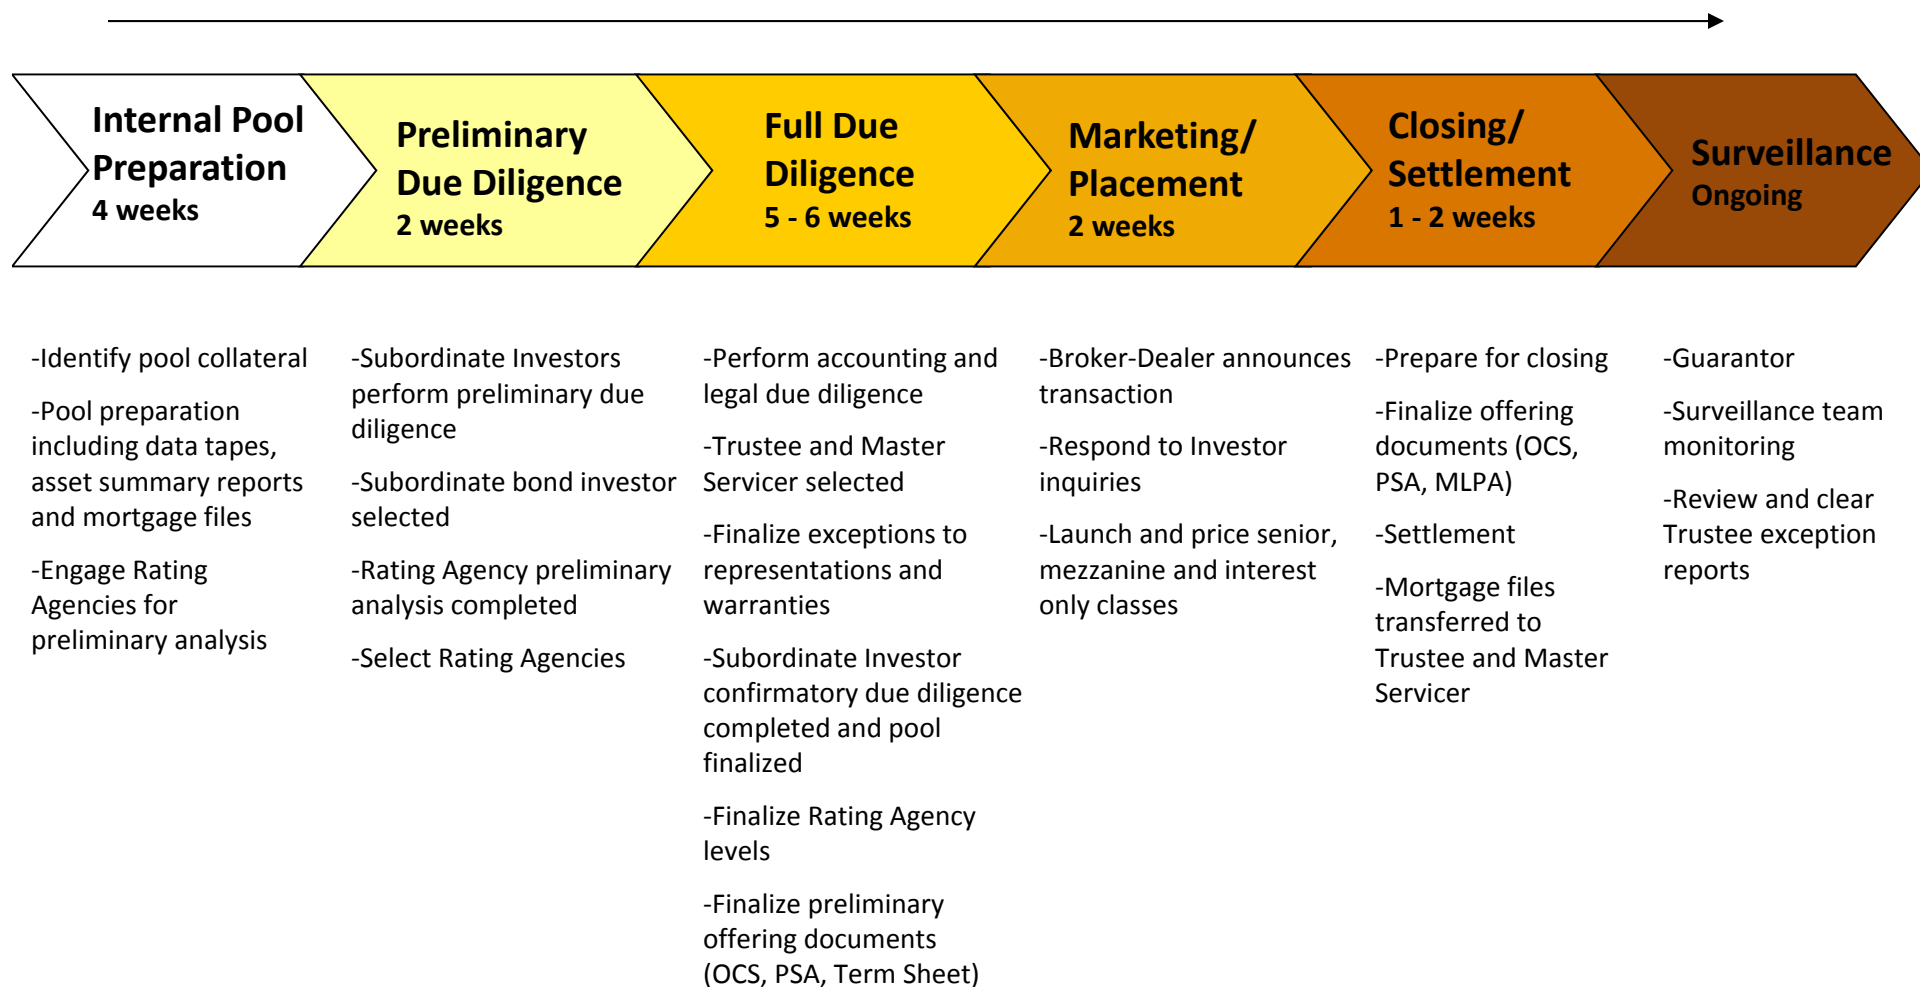 Internal Pool
Preparation
4 weeks
Preliminary
Due Diligence
2 weeks
Full Due
Diligence
5 - 6 weeks
Marketing/
Placement
2 weeks
Closing/
Settlement
1 - 2 weeks
Surveillance
Ongoing
-Identify pool collateral
-Pool preparation
including data tapes,
asset summary reports
and mortgage files
-Engage Rating
Agencies for
preliminary analysis
-Subordinate Investors
perform preliminary due
diligence
-Subordinate bond investor
selected
-Rating Agency preliminary
analysis completed
-Select Rating Agencies
-Perform accounting and
legal due diligence
-Trustee and Master
Servicer selected
-Finalize exceptions to
representations and
warranties
-Subordinate Investor
confirmatory due diligence
completed and pool
finalized
-Finalize Rating Agency
levels
-Finalize preliminary
offering documents
(OCS, PSA, Term Sheet)
-Broker-Dealer announces
transaction
-Respond to Investor
inquiries
-Launch and price senior,
mezzanine and interest
only classes
-Prepare for closing
-Finalize offering
documents (OCS,
PSA, MLPA)
-Settlement
-Mortgage files
transferred to
Trustee and Master
Servicer
-Guarantor
-Surveillance team
monitoring
-Review and clear
Trustee exception
reports